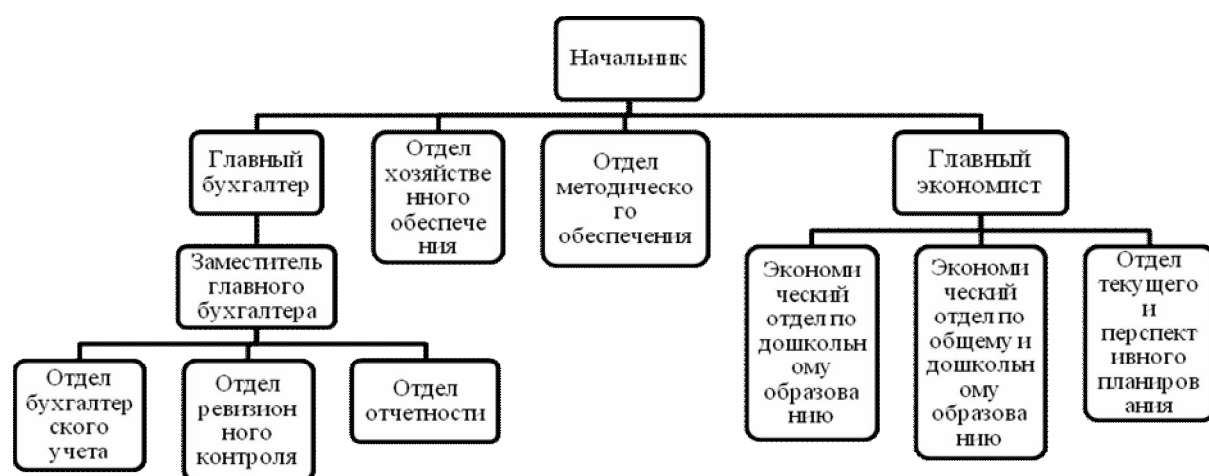 Начальник
Главный
бухгалтер
Отдел
хозяйстве
нного
обеспече
ния
Отдел
методическо
го
обеспечения
Главный
экономист
Заместитель
главного
бухгалтера
Экономи
ческий
отдел по
дошкольн
ому
образова
нию
Экономи
ческий
отдел по
общему и
дошкольн
ому
образова
нию
Отдел
текущего
и
перспект
ивного
планиров
ания
Отдел
бухгалтер
ского учета
Отдел
ревизион
ного
контроля
Отдел
отчетности